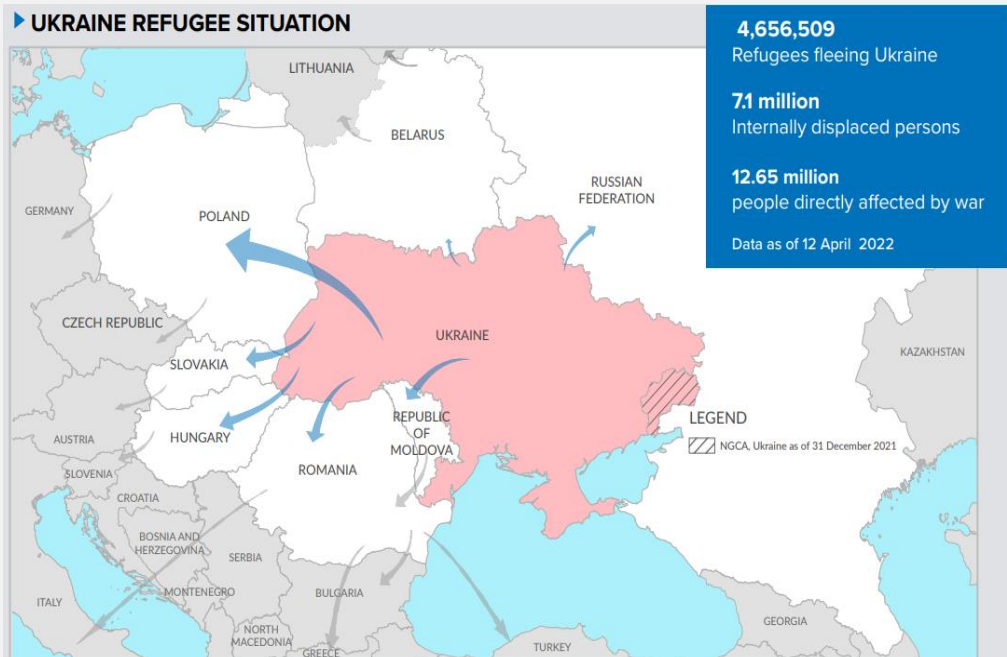 UKRAINE REFUGEE SITUATION
4,656,509
Refugees fleeing Ukraine
7.1 million
Internally displaced persons
12.65 million
people directly affected by war
Data as of 12 April 2022
LITHUANIA
BELARUS
RUSSIAN
FEDERATION
GERMANY
POLAND
CZECH REPUBLIC
UKRAINE
KAZAKHSTAN
SLOVAKIA
REPUBLIC
OF
MOLDOVA
LEGEND
NGCA, Ukraine as of 31 December 2021
AUSTRIA
HUNGARY
ROMANIA
SLOVENIA
CROATIA
BOSNIA AND
HERZEGOVINA
SERBIA
MONTENEGRO
BULGARIA
ITALY
NORTH
MACEDONIA
GREECE
TURKEY
GEORGIA